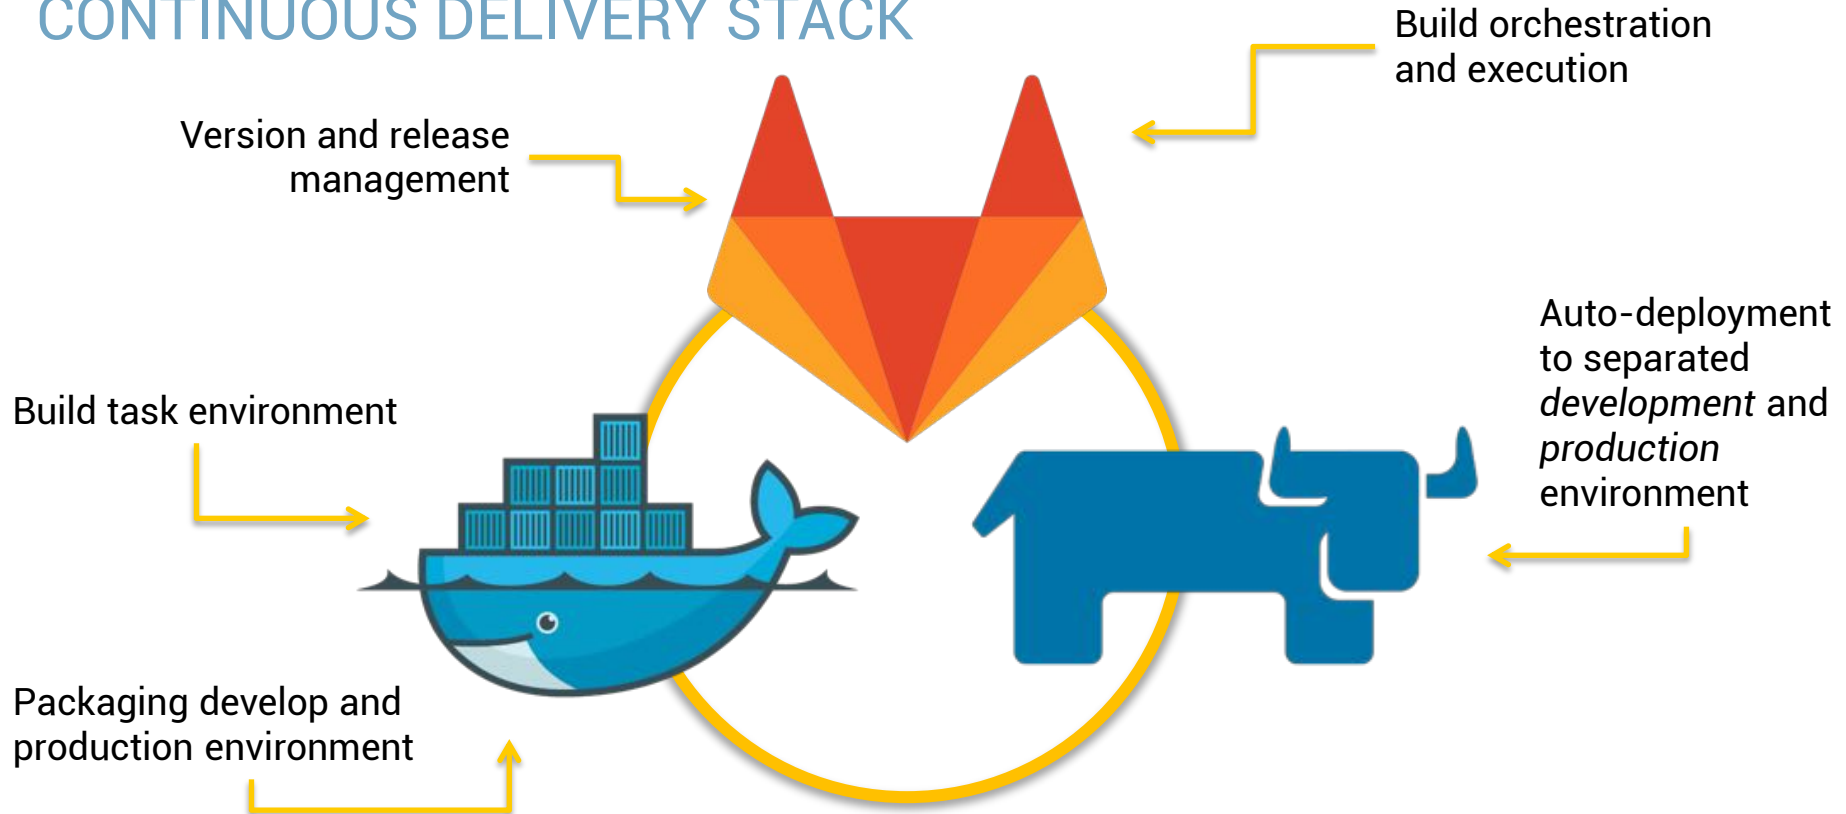 CONTINUOUS DELIVERY STACK
Build orchestration
and execution
Version and release
management
Auto-deployment
to separated
development and
production
environment
Build task environment
Packaging develop and
production environment